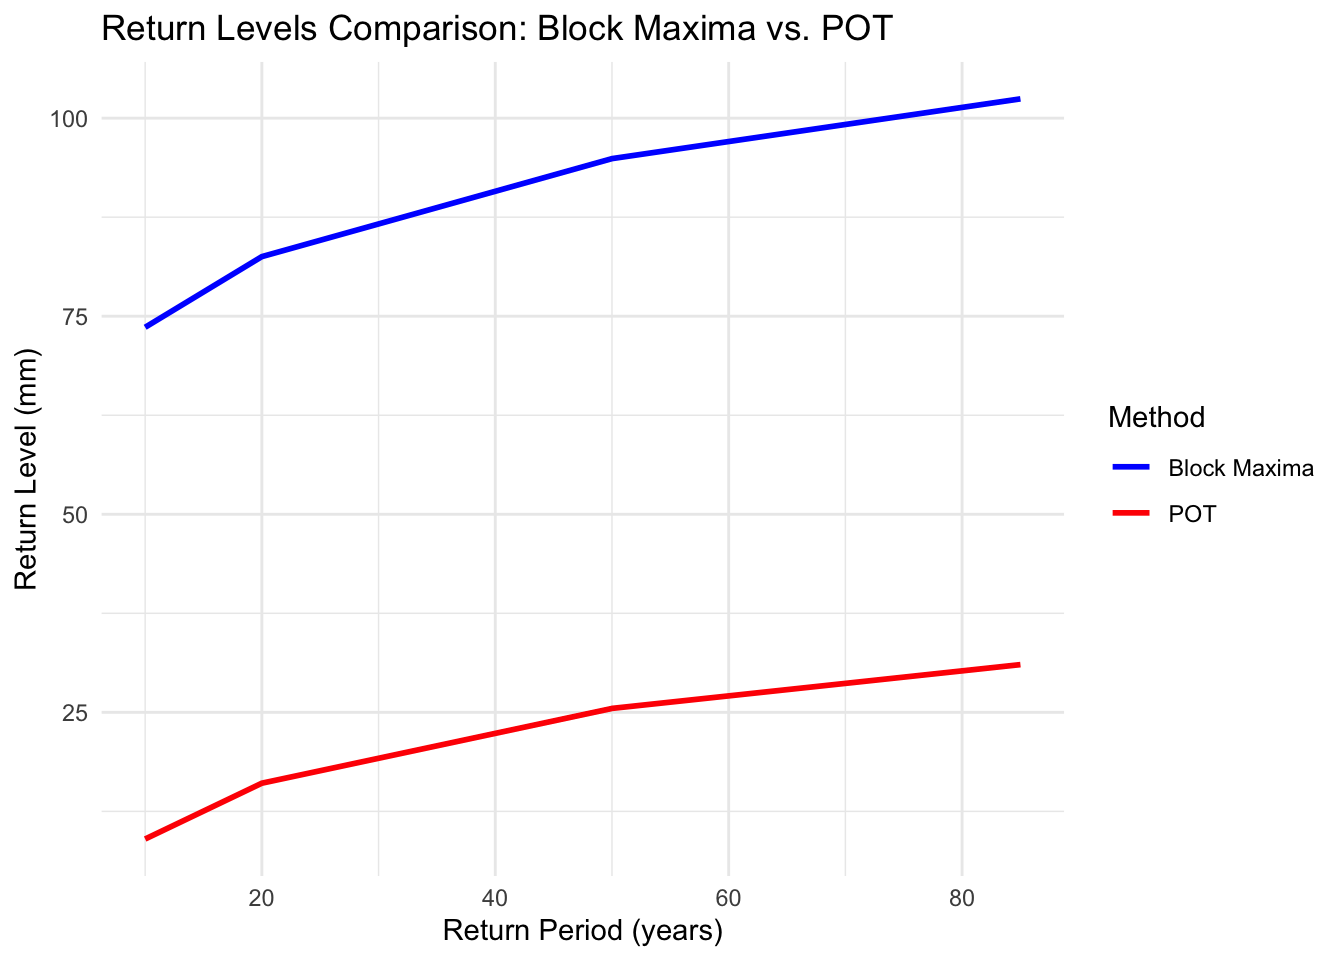 Return Levels Comparison: Block Maxima vs. POT
100
75
50
25
Return Level (mm)
20
40
60
80
Return Period (years)
Method
Block Maxima
POT